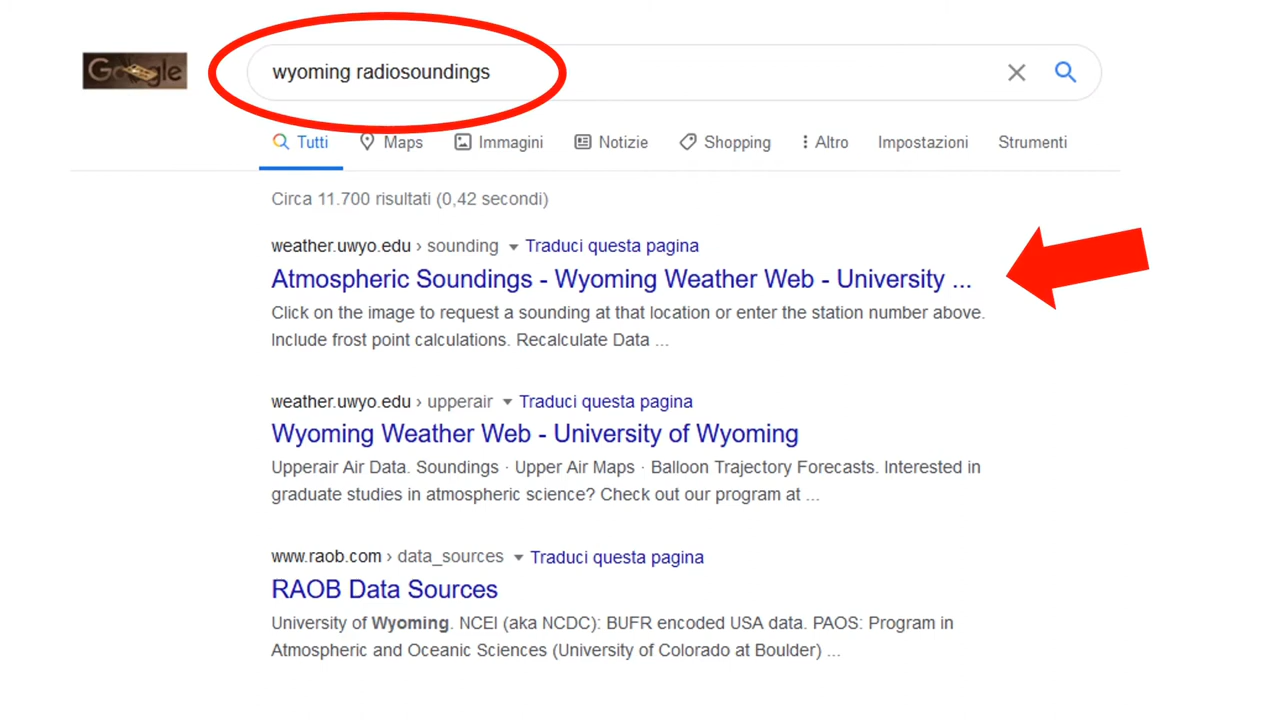 Google
wyoming radiosoundings
Tutti Maps Immagini Notizie Shopping Altro Impostazioni Strumenti
Circa 11.700 risultati (0,42 secondi)
weather.uwyo.edu › sounding Traduci questa pagina
Atmospheric Soundings - Wyoming Weather Web - University ...
Click on the image to request a sounding at that location or enter the station number above.
Include frost point calculations. Recalculate Data ...
weather.uwyo.edu › upperair Traduci questa pagina
Wyoming Weather Web - University of Wyoming
Upperair Air Data. Soundings · Upper Air Maps · Balloon Trajectory Forecasts. Interested in
graduate studies in atmospheric science? Check out our program at ...
www.raob.com › data_sources Traduci questa pagina
RAOB Data Sources
University of Wyoming. NCEI (aka NCDC): BUFR encoded USA data. PAOS: Program in
Atmospheric and Oceanic Sciences (University of Colorado at Boulder) ...